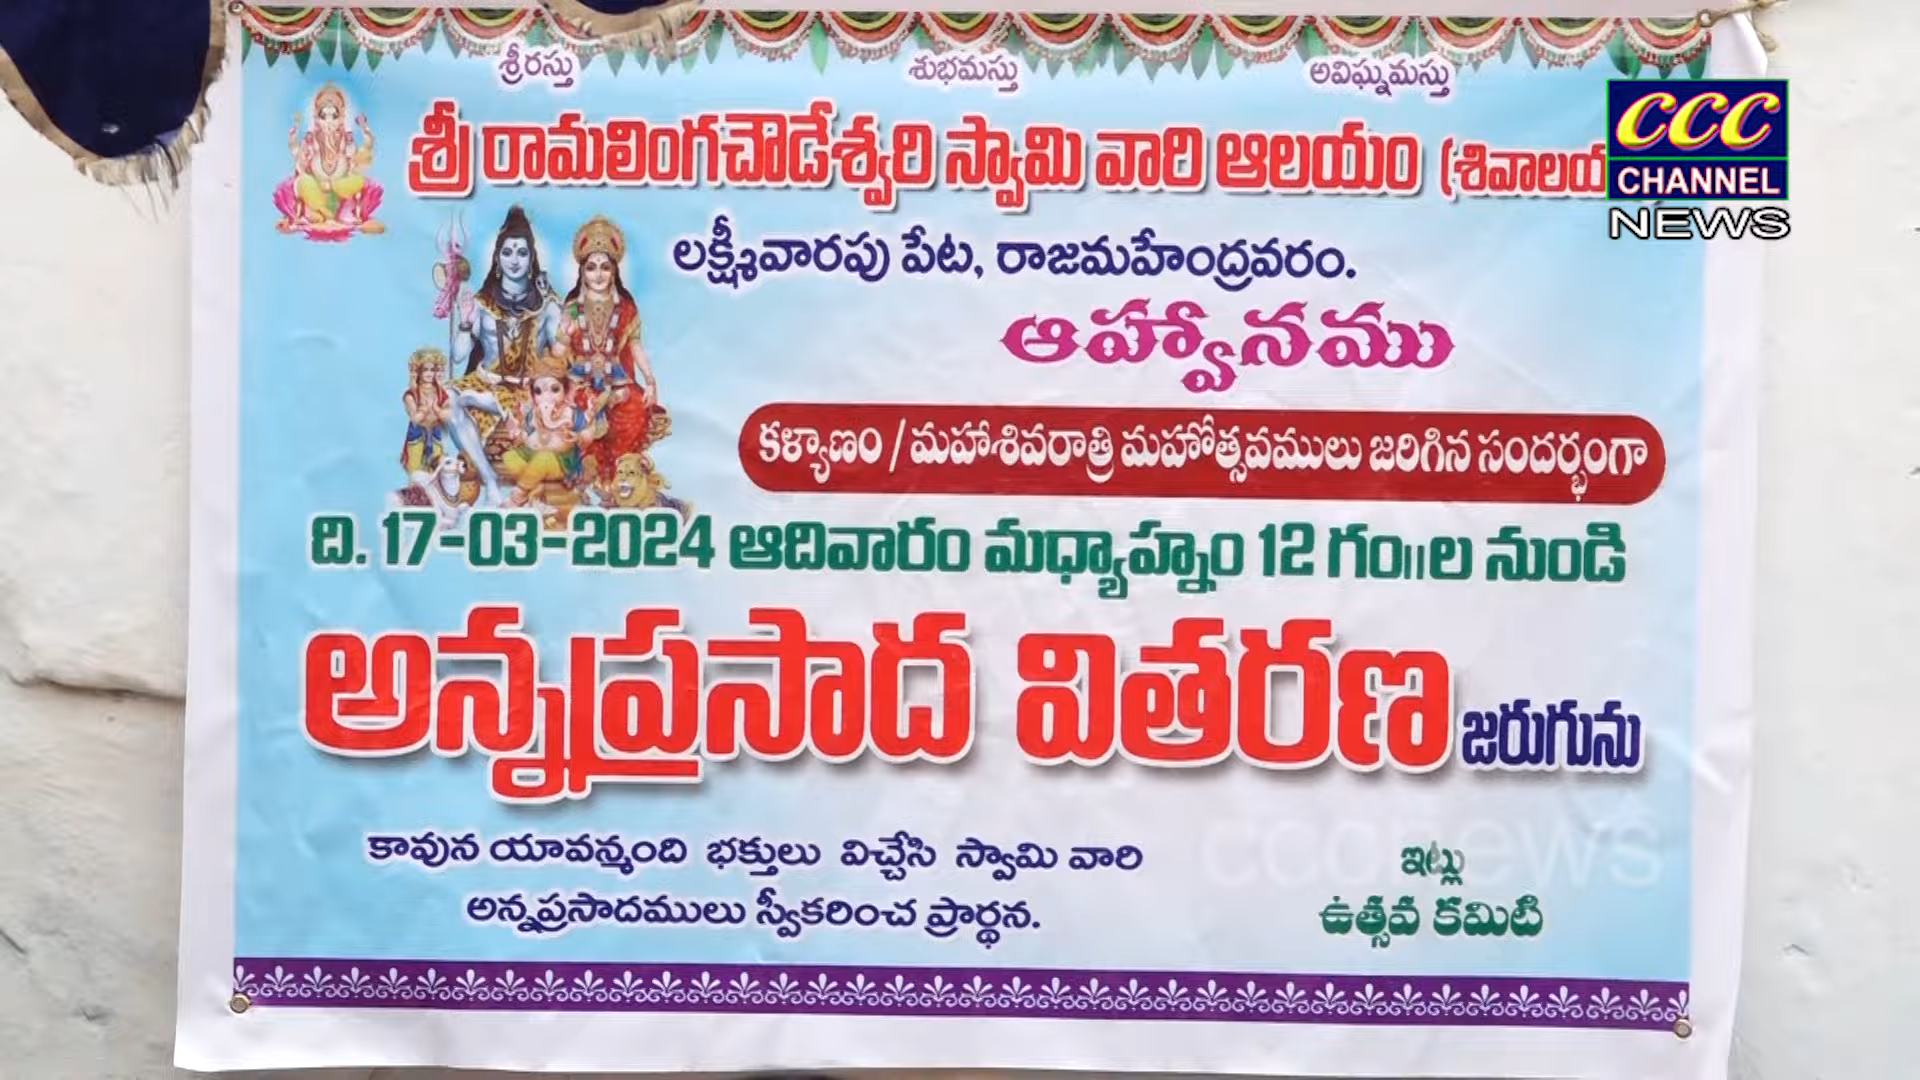 శ్రీరస్తు శుభమస్తు అవిఘ్నమస్తు
శ్రీ రామలింగచౌడేశ్వరి స్వామి వారి ఆలయం (శివాలయ
CCC
CHANNEL
NEWS
లక్ష్మీవారపు పేట, రాజమహేంద్రవరం.
ఆహ్వానము
కళ్యాణం / మహాశివరాత్రి మహోత్సవములు జరిగిన సందర్భంగా
ది. 17-03-2024 ఆదివారం మధ్యాహ్నం 12 గం॥ల నుండి
అన్నప్రసాద వితరణ జరుగును
కావున యావన్మంది భక్తులు విచ్చేసి స్వామి వారి
అన్నప్రసాదములు స్వీకరించ ప్రార్థన.
cccnews
ఇట్లు
ఉత్సవ కమిటి